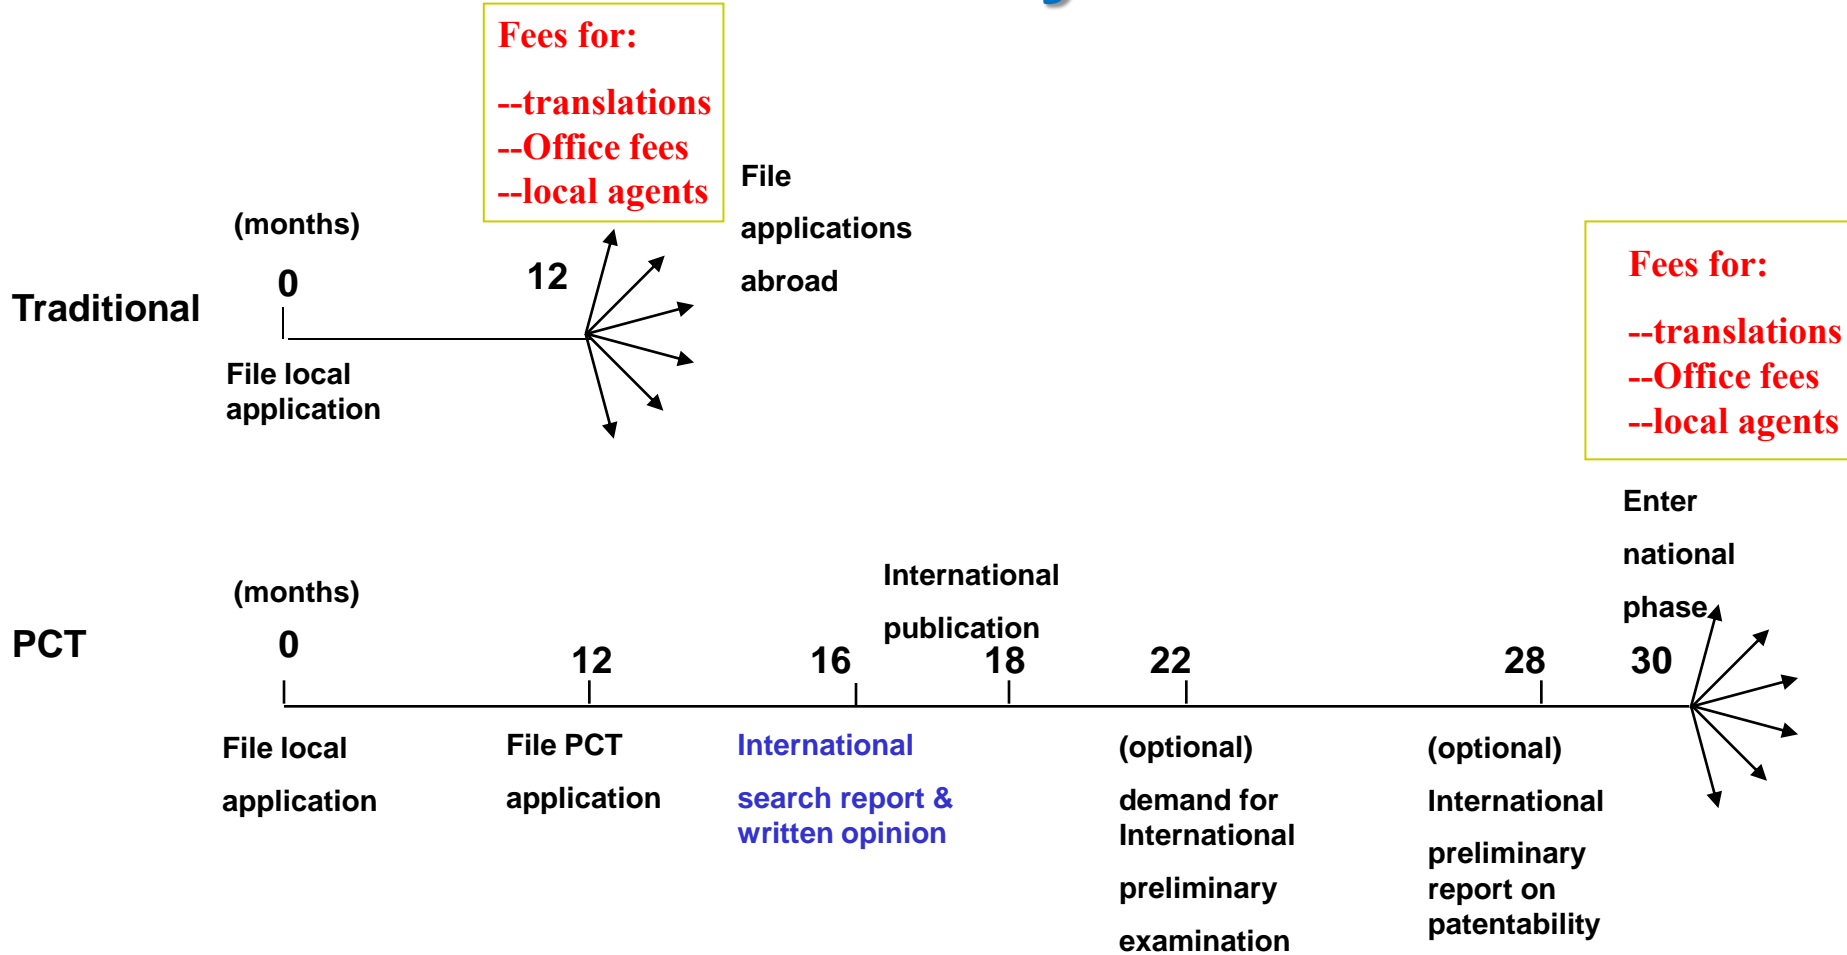 Fees for:
--translations
--Office fees
--local agents
File
applications
abroad
(months)
0
12
Traditional
File local
application
Fees for:
--translations
--Office fees
--local agents
Enter
national
phase
International
publication
(months)
PCT
0
12
16
18
22
28
30
File local
application
File PCT
application
International
search report &
written opinion
(optional)
demand for
International
preliminary
examination
(optional)
International
preliminary
report on
patentability